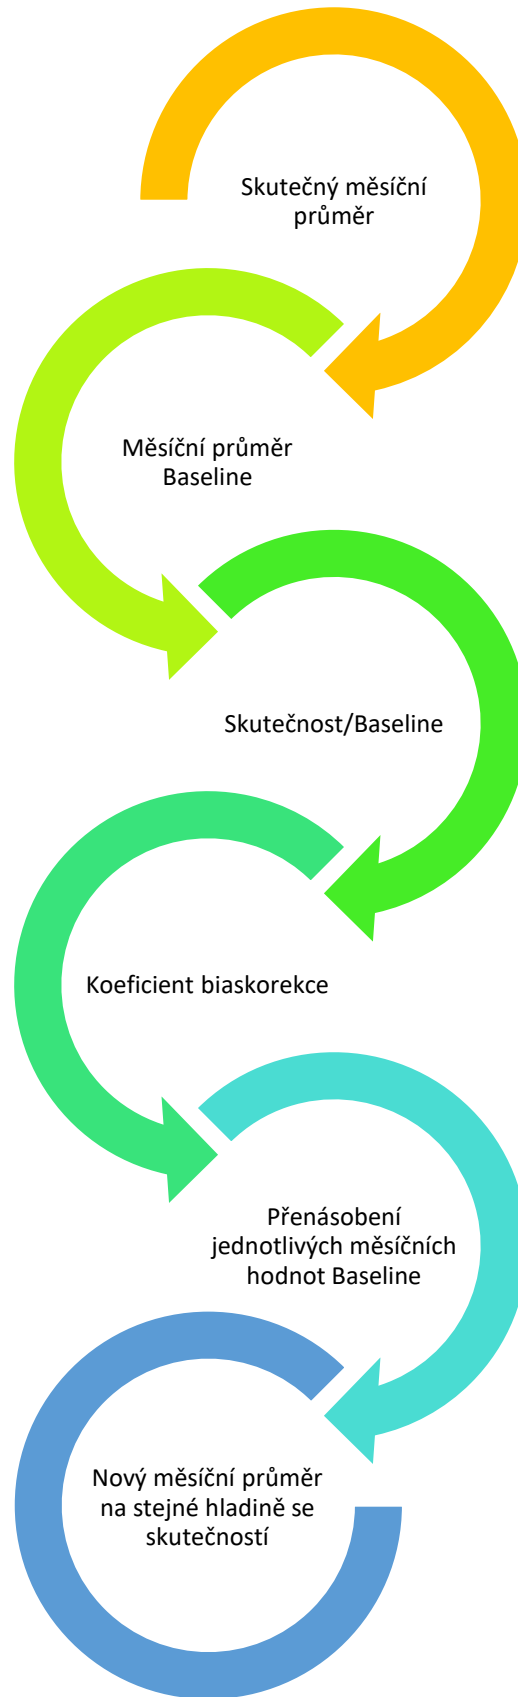 Skutečný měsíční
průměr
Měsíční průměr
Baseline
Skutečnost/Baseline
Koeficient biaskorekce
Přenásobení
jednotlivých měsíčních
hodnot Baseline
Nový měsíční průměr
na stejné hladině se
skutečností